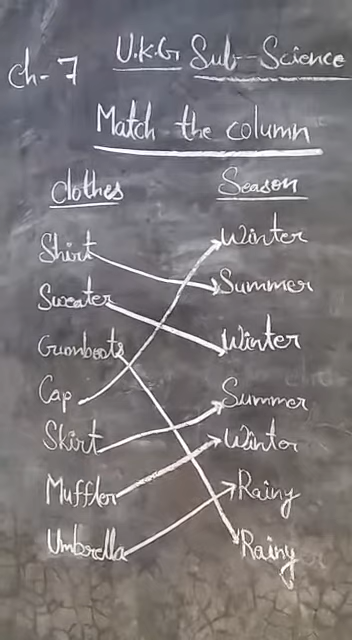 Ch-7 U.K.G Sub-Science
Match the column
Clothes Season
Shirt Winter
Sweater Summer
Gumboots Winter
Cap Summer
Skirt Winter
Muffler Rainy
Umbrella Rainy